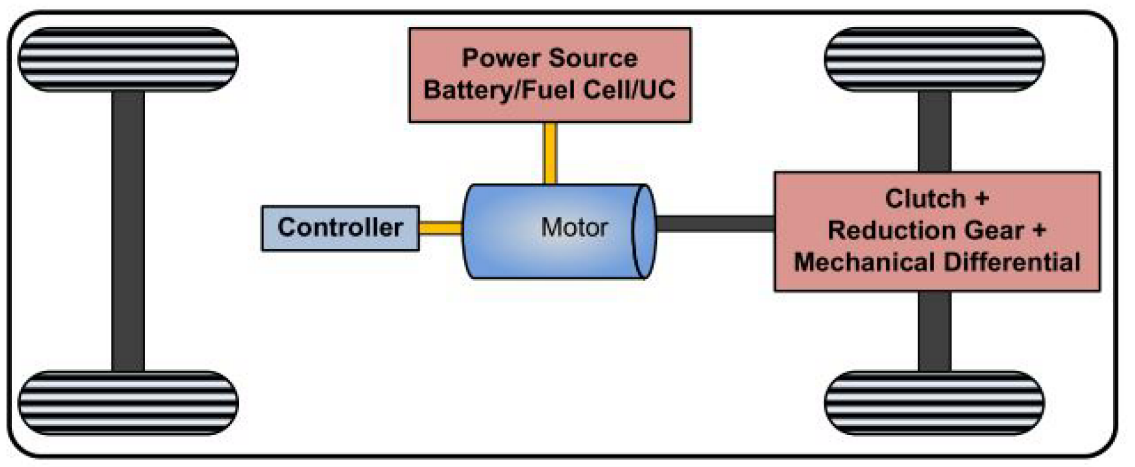 Power Source
Battery/Fuel Cell/UC
Controller
Motor
Clutch +
Reduction Gear +
Mechanical Differential